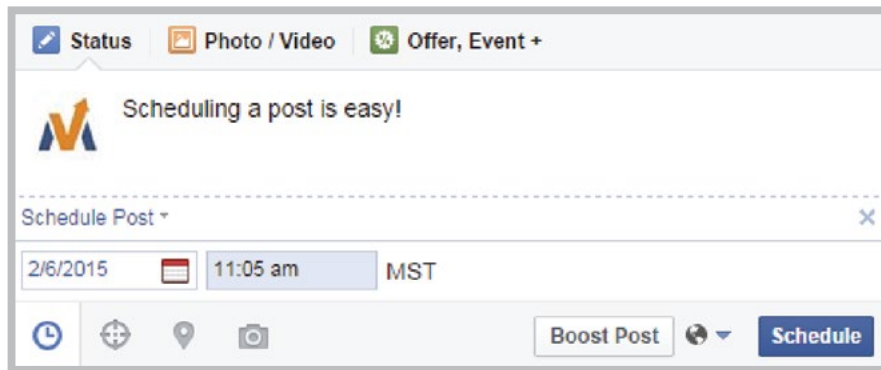 Status Photo / Video Offer, Event +
Scheduling a post is easy!
Schedule Post
2/6/2015 11:05 am MST
Boost Post Schedule